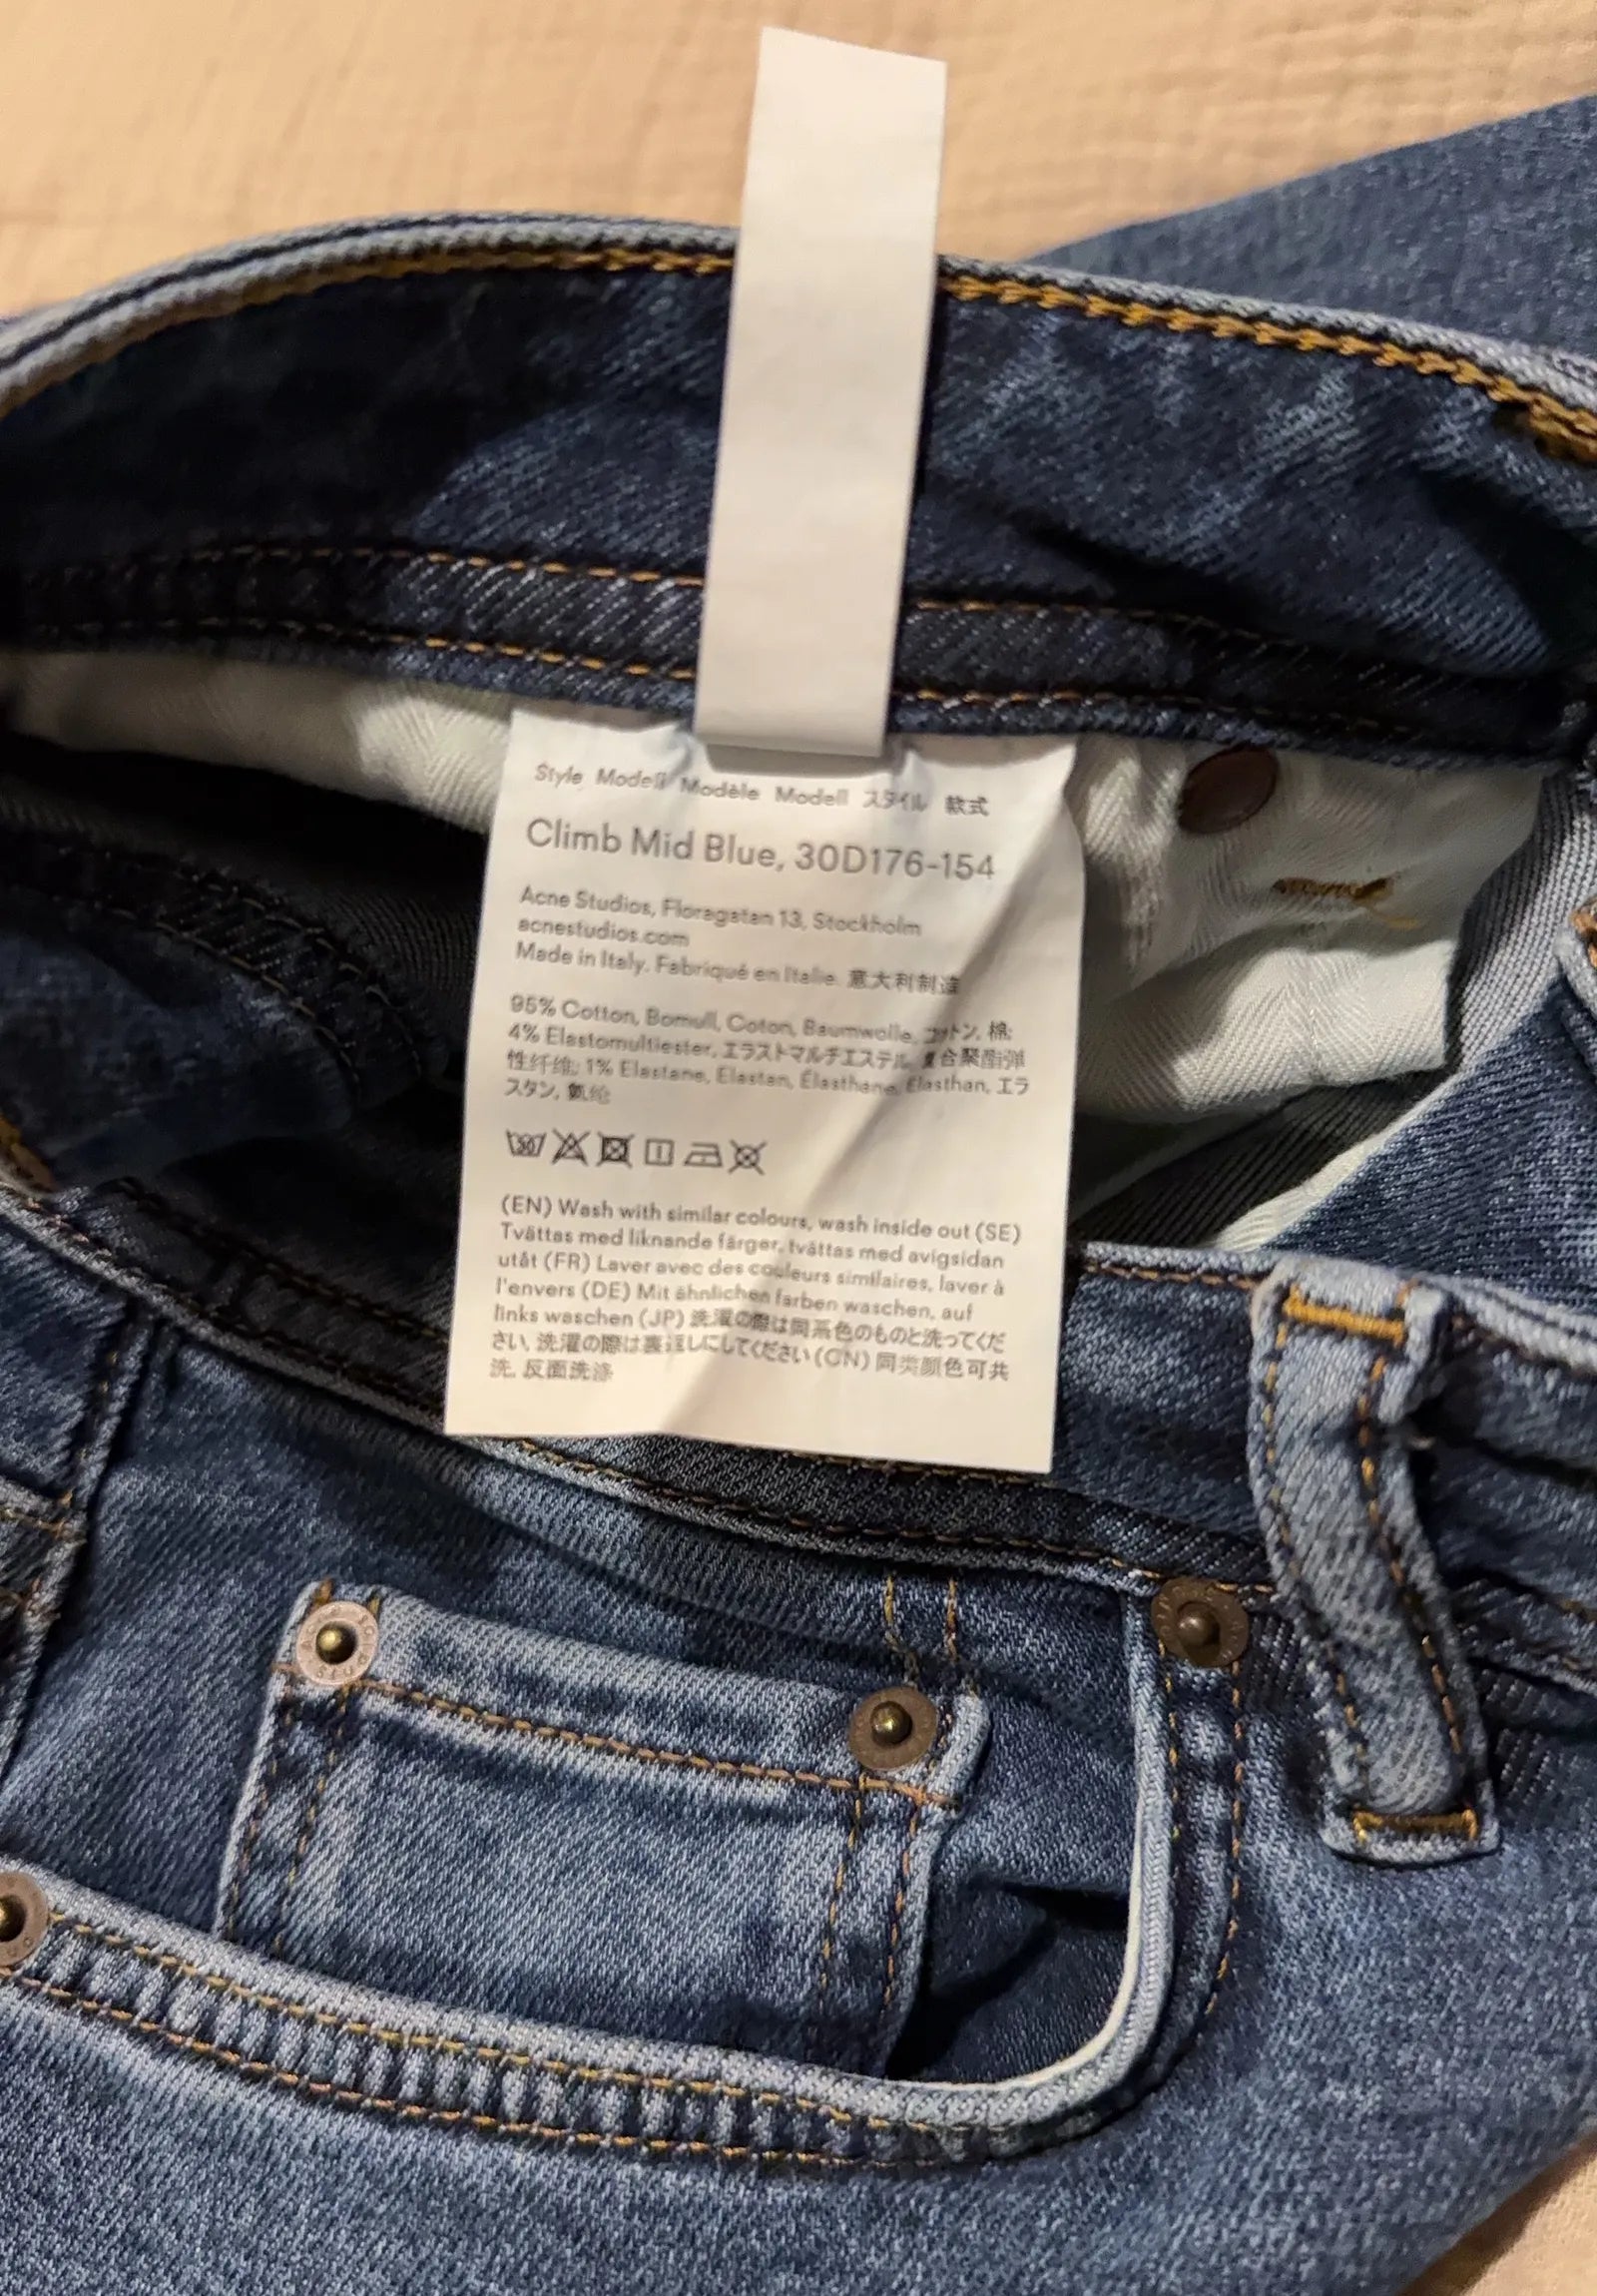 Style Modell Modèle Modell スタイル 款式
Climb Mid Blue, 30D176-154
Acne Studios, Floragatan 13, Stockholm
acnestudios.com
Made in Italy. Fabriqué en Italie. 意大利制造
95% Cotton, Bomull, Coton, Baumwolle, コットン, 棉;
4% Elastomultiester, エラストマルチエステル, 复合聚酯弹
性纤维; 1% Elastane, Elastan, Élasthane, Elasthan, エラ
スタン, 氨纶
30
(EN) Wash with similar colours, wash inside out (SE)
Tvättas med liknande färger, tvättas med avigsidan
utåt (FR) Laver avec des couleurs similaires, laver à
l'envers (DE) Mit ähnlichen farben waschen, auf
links waschen (JP) 洗濯の際は同系色のものと洗ってくだ
さい, 洗濯の際は裏返しにしてください (CN) 同类颜色可共
洗, 反面洗涤